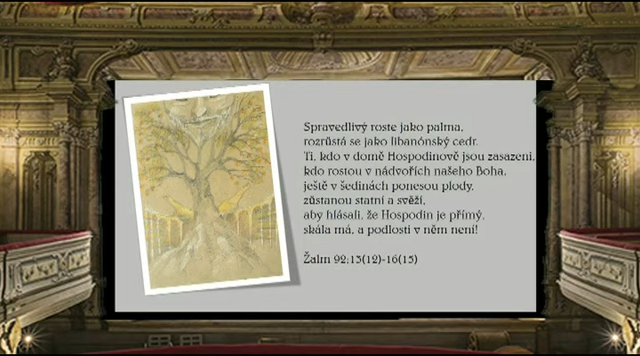 Spravedlivý roste jako palma,
rozrůstá se jako libanónský cedr.
Ti, kdo v domě Hospodinově jsou zasazeni,
kdo rostou v nádvořích našeho Boha,
ještě v šedinách ponesou plody,
zůstanou statní a svěží,
aby hlásali, že Hospodin je přímý,
skála má, a podlosti v něm není!
Žalm 92:13(12)-16(15)